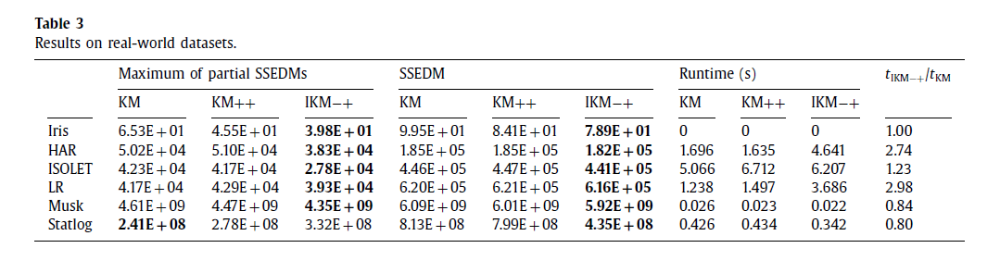 Table 3
Results on real-world datasets.
Maximum of partial SSEDMs SSEDM Runtime (s) tIKM−+/tKM
KM KM++ IKM−+ KM KM++ IKM−+ KM KM++ IKM−+
Iris 6.53E + 01 4.55E + 01 3.98E + 01 9.95E + 01 8.41E + 01 7.89E + 01 0 0 0 1.00
HAR 5.02E + 04 5.10E + 04 3.83E + 04 1.85E + 05 1.85E + 05 1.82E + 05 1.696 1.635 4.641 2.74
ISOLET 4.23E + 04 4.17E + 04 2.78E + 04 4.46E + 05 4.47E + 05 4.41E + 05 5.066 6.712 6.207 1.23
LR 4.17E + 04 4.29E + 04 3.93E + 04 6.20E + 05 6.21E + 05 6.16E + 05 1.238 1.497 3.686 2.98
Musk 4.61E + 09 4.47E + 09 4.35E + 09 6.09E + 09 6.01E + 09 5.92E + 09 0.026 0.023 0.022 0.84
Statlog 2.41E + 08 2.78E + 08 3.32E + 08 8.13E + 08 7.99E + 08 4.35E + 08 0.426 0.434 0.342 0.80